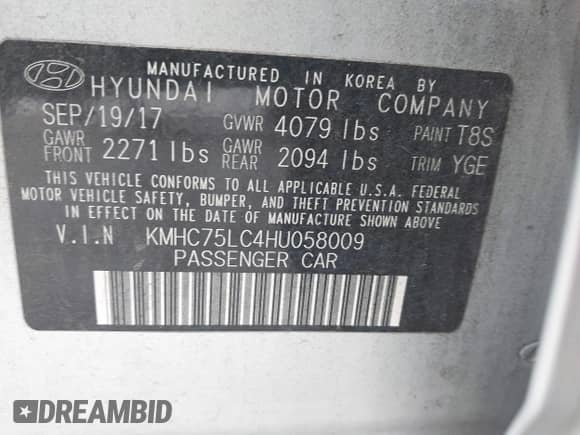 MANUFACTURED IN KOREA BY
HYUNDAI MOTOR COMPANY
SEP/19/17 GVWR 4079 lbs PAINT T8S
GAWR FRONT 2271 lbs GAWR REAR 2094 lbs TRIM YGE
THIS VEHICLE CONFORMS TO ALL APPLICABLE U.S.A. FEDERAL
MOTOR VEHICLE SAFETY, BUMPER, AND THEFT PREVENTION STANDARDS
IN EFFECT ON THE DATE OF MANUFACTURE SHOWN ABOVE
V.I.N KMHC75LC4HU058009
PASSENGER CAR
DREAMBID